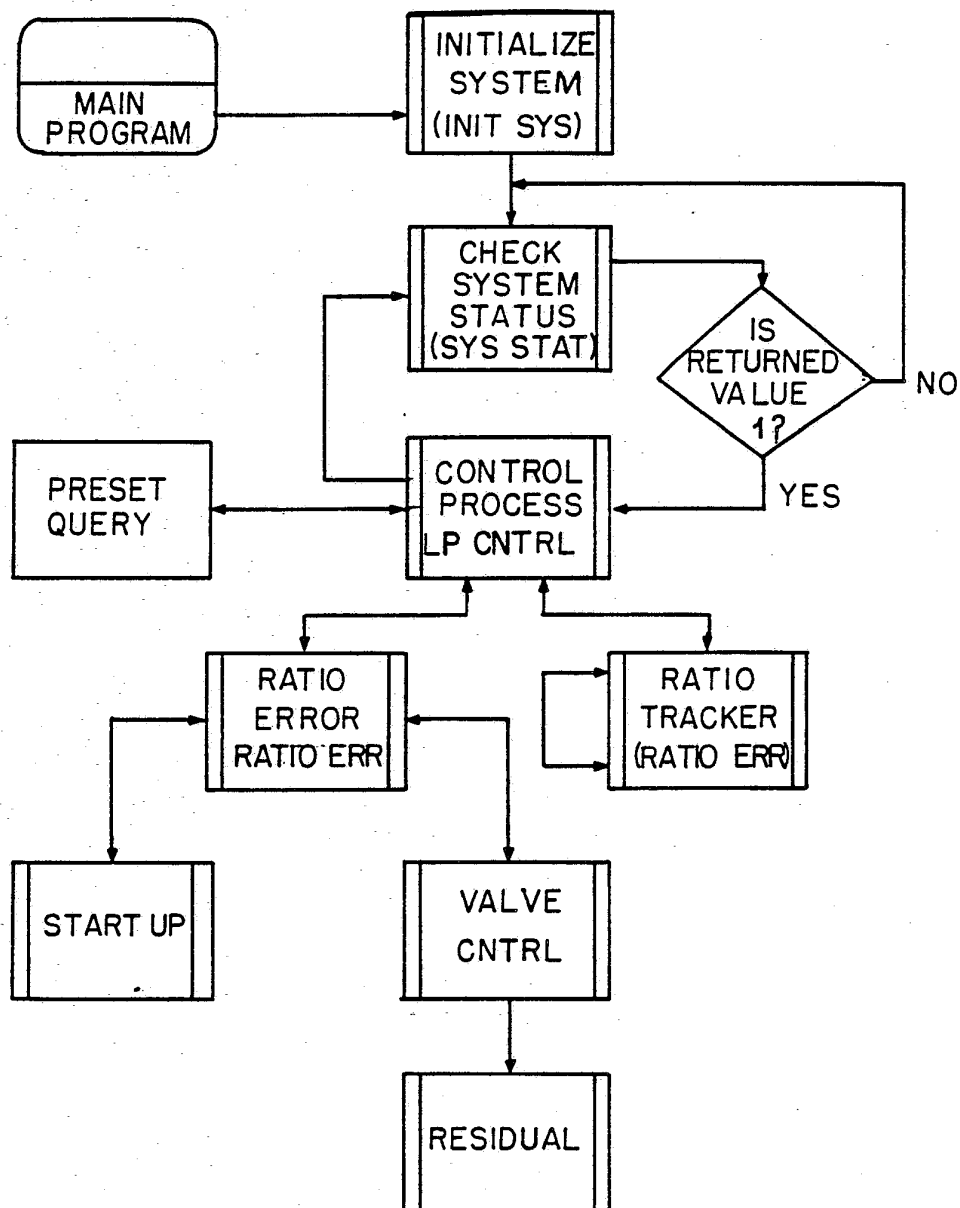 MAIN
PROGRAM
INITIALIZE
SYSTEM
(INIT SYS)
CHECK
SYSTEM
STATUS
(SYS STAT)
IS
RETURNED
VALUE
1?
NO
YES
PRESET
QUERY
CONTROL
PROCESS
LP CNTRL
RATIO
ERROR
RATIO ERR
RATIO
TRACKER
(RATIO ERR)
START UP
VALVE
CNTRL
RESIDUAL